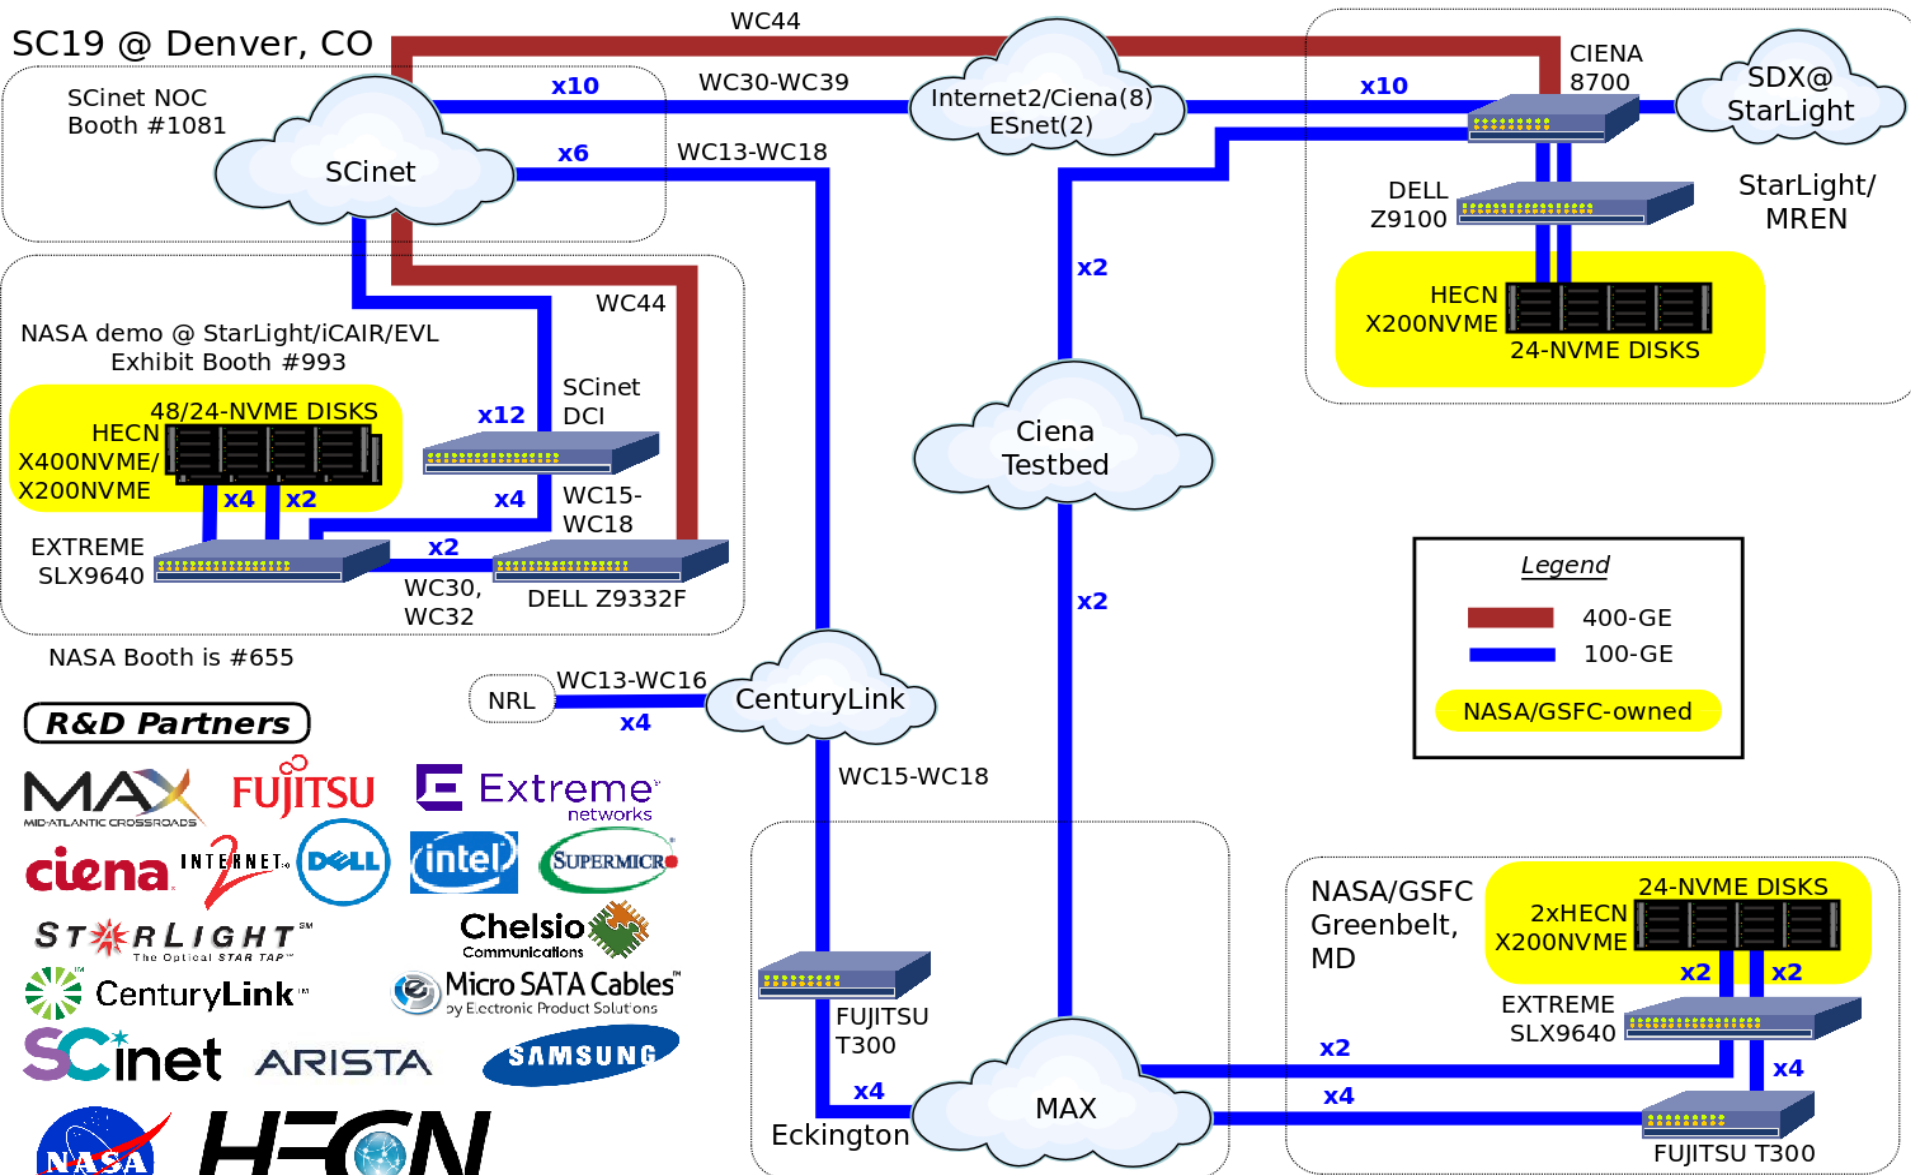 SC19 @ Denver, CO
WC44
SCinet NOC
Booth #1081
x10
WC30-WC39
Internet2/Ciena(8)
ESnet(2)
x10
CIENA
8700
SDX@
StarLight
SCinet
x6
WC13-WC18
DELL
Z9100
StarLight/
MREN
x2
HECN
X200NVME
24-NVME DISKS
WC44
NASA demo @ StarLight/iCAIR/EVL
Exhibit Booth #993
48/24-NVME DISKS
HECN
X400NVME/
X200NVME
x4
x2
x12
SCinet
DCI
x4
WC15-
WC18
EXTREME
SLX9640
x2
WC30,
WC32
DELL Z9332F
Ciena
Testbed
x2
Legend
400-GE
100-GE
NASA/GSFC-owned
NASA Booth is #655
NRL
WC13-WC16
x4
CenturyLink
WC15-WC18
R&D Partners
MAX
MID-ATLANTIC CROSSROADS
FUJITSU
Extreme
networks
ciena
INTERNET
2
DELL
intel
SUPERMICRO
STARLIGHT SM
The Optical STAR TAP™
Chelsio
Communications
CenturyLink™
Micro SATA Cables™
by Electronic Product Solutions
SCinet
ARISTA
SAMSUNG
NASA
HECN
FUJITSU
T300
x4
Eckington
MAX
NASA/GSFC
Greenbelt,
MD
24-NVME DISKS
2xHECN
X200NVME
x2
x2
EXTREME
SLX9640
x2
x4
x4
FUJITSU T300